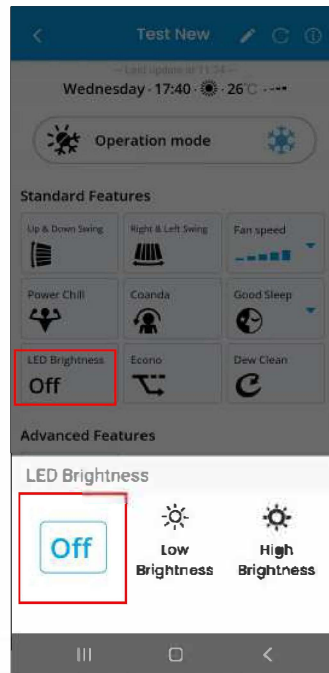 Test New
Last update at 11:24
Wednesday · 17:40 · 26°C · ----
Operation mode
Standard Features
Up & Down Swing
Right & Left Swing
Fan speed
Power Chill
Coanda
Good Sleep
LED Brightness
Off
Econo
Dew Clean
Advanced Features
LED Brightness
Off
Low
Brightness
High
Brightness